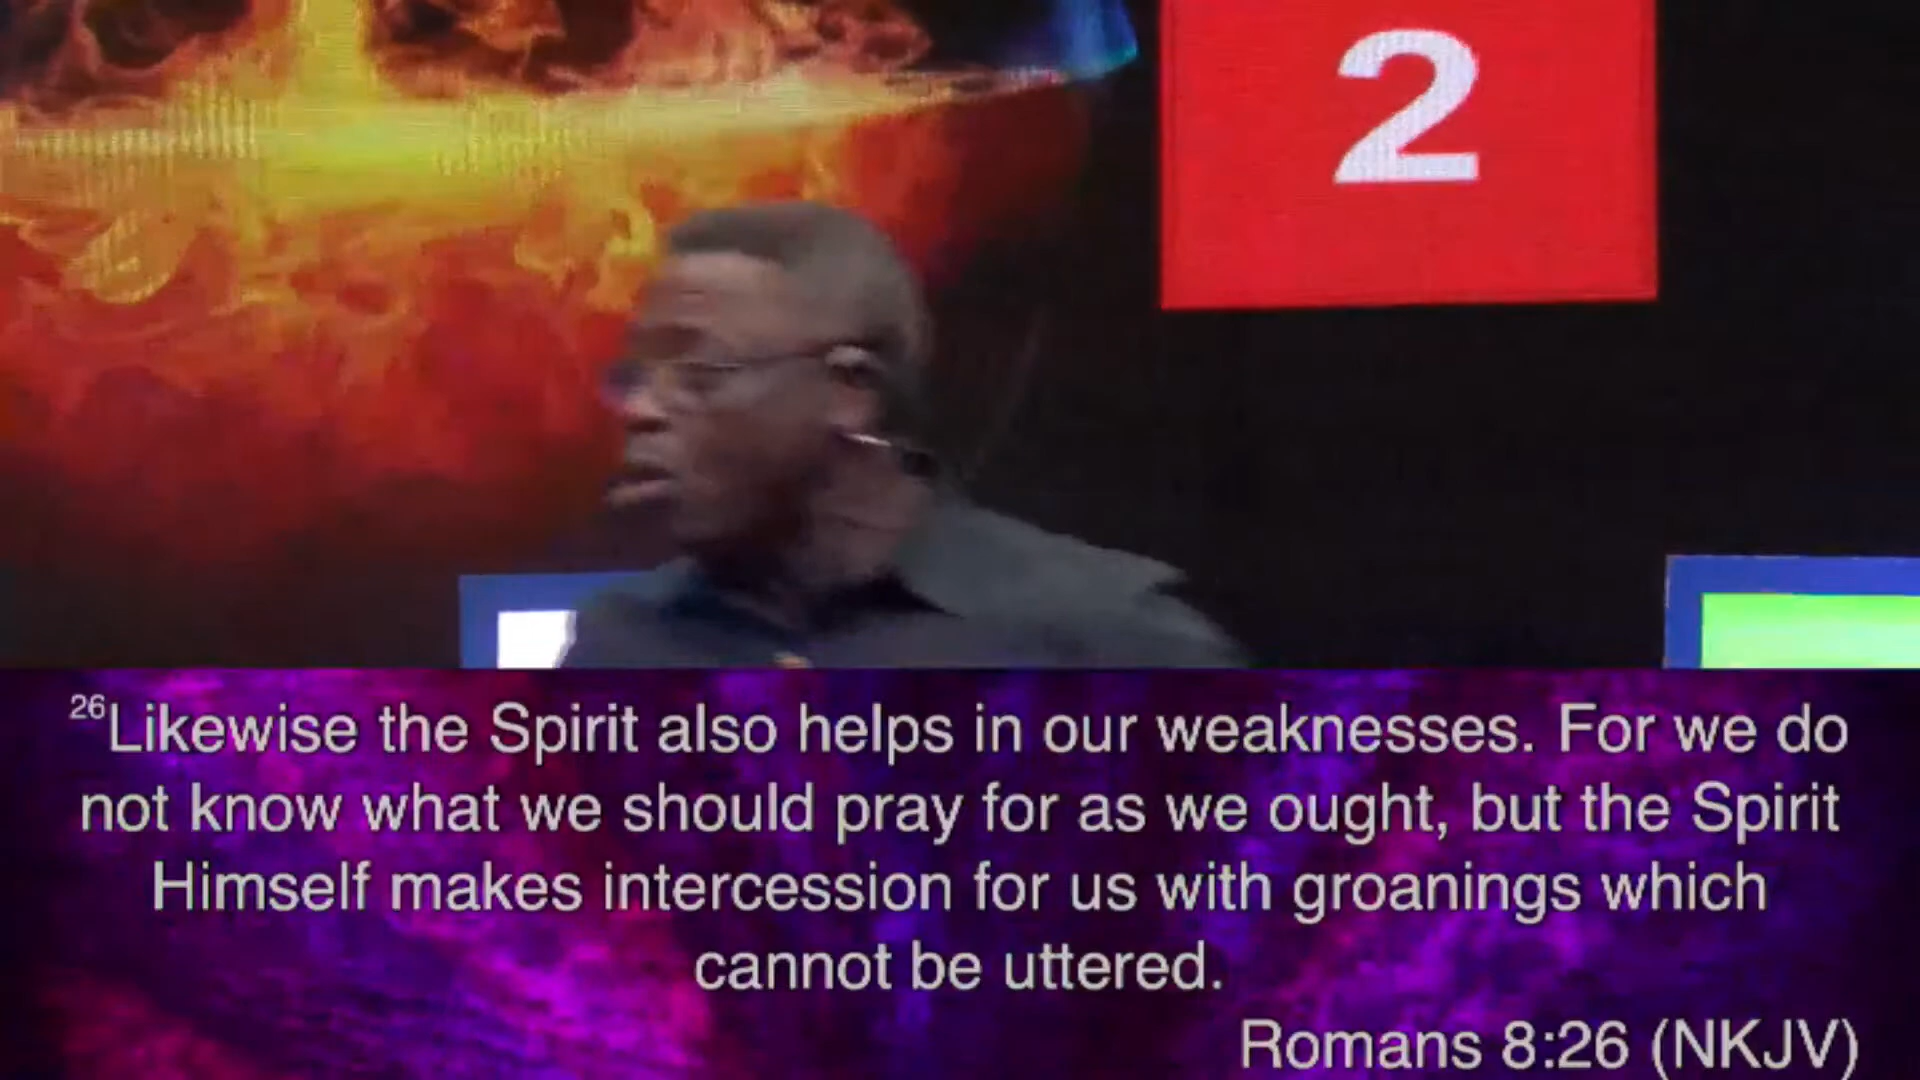 2
26Likewise the Spirit also helps in our weaknesses. For we do
not know what we should pray for as we ought, but the Spirit
Himself makes intercession for us with groanings which
cannot be uttered.
Romans 8:26 (NKJV)